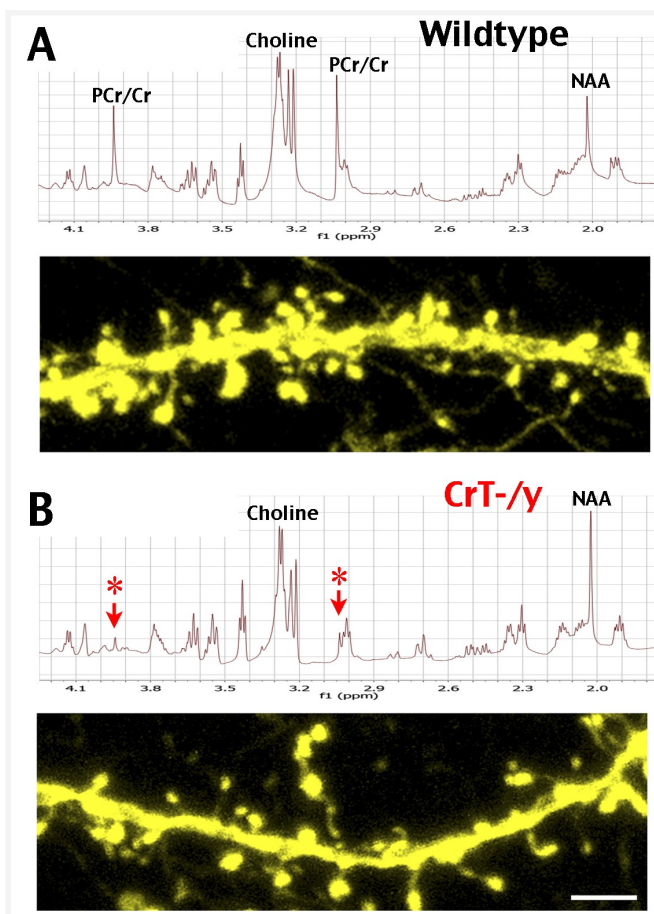 A
Wildtype
Choline
PCr/Cr
PCr/Cr
NAA
4.1 3.8 3.5 3.2 2.9 2.6 2.3 2.0
f1 (ppm)
B
CrT-/y
NAA
Choline
*
*
4.1 3.8 3.5 3.2 2.9 2.6 2.3 2.0
f1 (ppm)